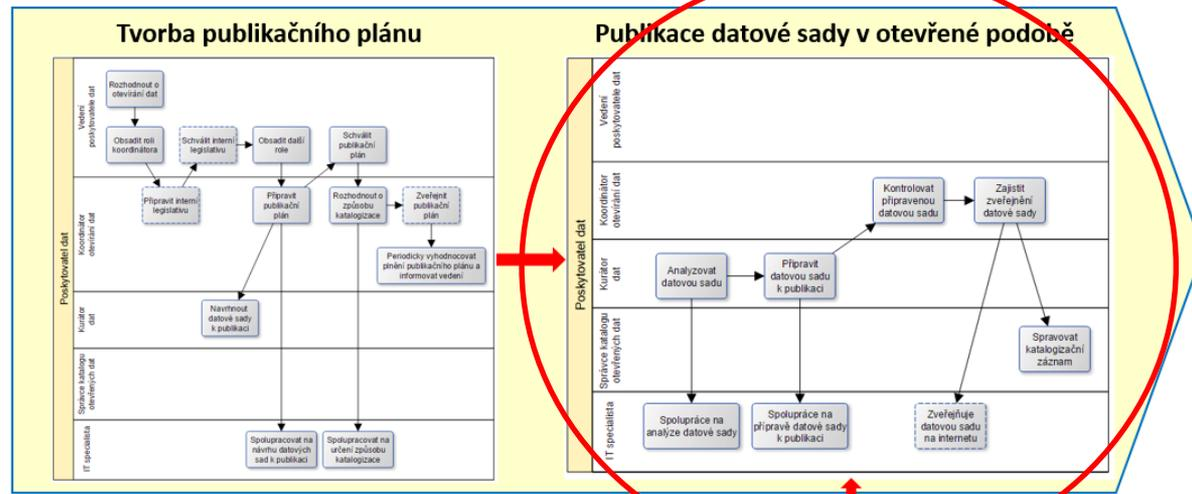 Tvorba publikačního plánu
Poskytovatel dat
Vedení
poskytovatele dat
Rozhodnout o
otevírání dat
Obsadit roli
koordinátora
Schválit interní
legislativu
Obsadit další
role
Schválit
publikační
plán
Koordinátor
otevírání dat
Připravit interní
legislativu
Připravit
publikační
plán
Rozhodnout o
způsobu
katalogizace
Zveřejnit
publikační
plán
Periodicky vyhodnocovat
plnění publikačního plánu a
informovat vedení
Kurátor
dat
Navrhnout
datové sady
k publikaci
Správce katalogu
otevřených dat
IT specialista
Spolupracovat na
návrhu datových
sad k publikaci
Spolupracovat na
určení způsobu
katalogizace
Publikace datové sady v otevřené podobě
Poskytovatel dat
Vedení
poskytovatele dat
Koordinátor
otevírání dat
Kontrolovat
připravenou
datovou sadu
Zajistit
zveřejnění
datové sady
Kurátor
dat
Analyzovat
datovou sadu
Připravit
datovou sadu
k publikaci
Správce katalogu
otevřených dat
Spravovat
katalogizační
záznam
IT specialista
Spolupráce na
analýze datové sady
Spolupráce na
přípravě datové sady
k publikaci
Zveřejňuje
datovou sadu
na internetu